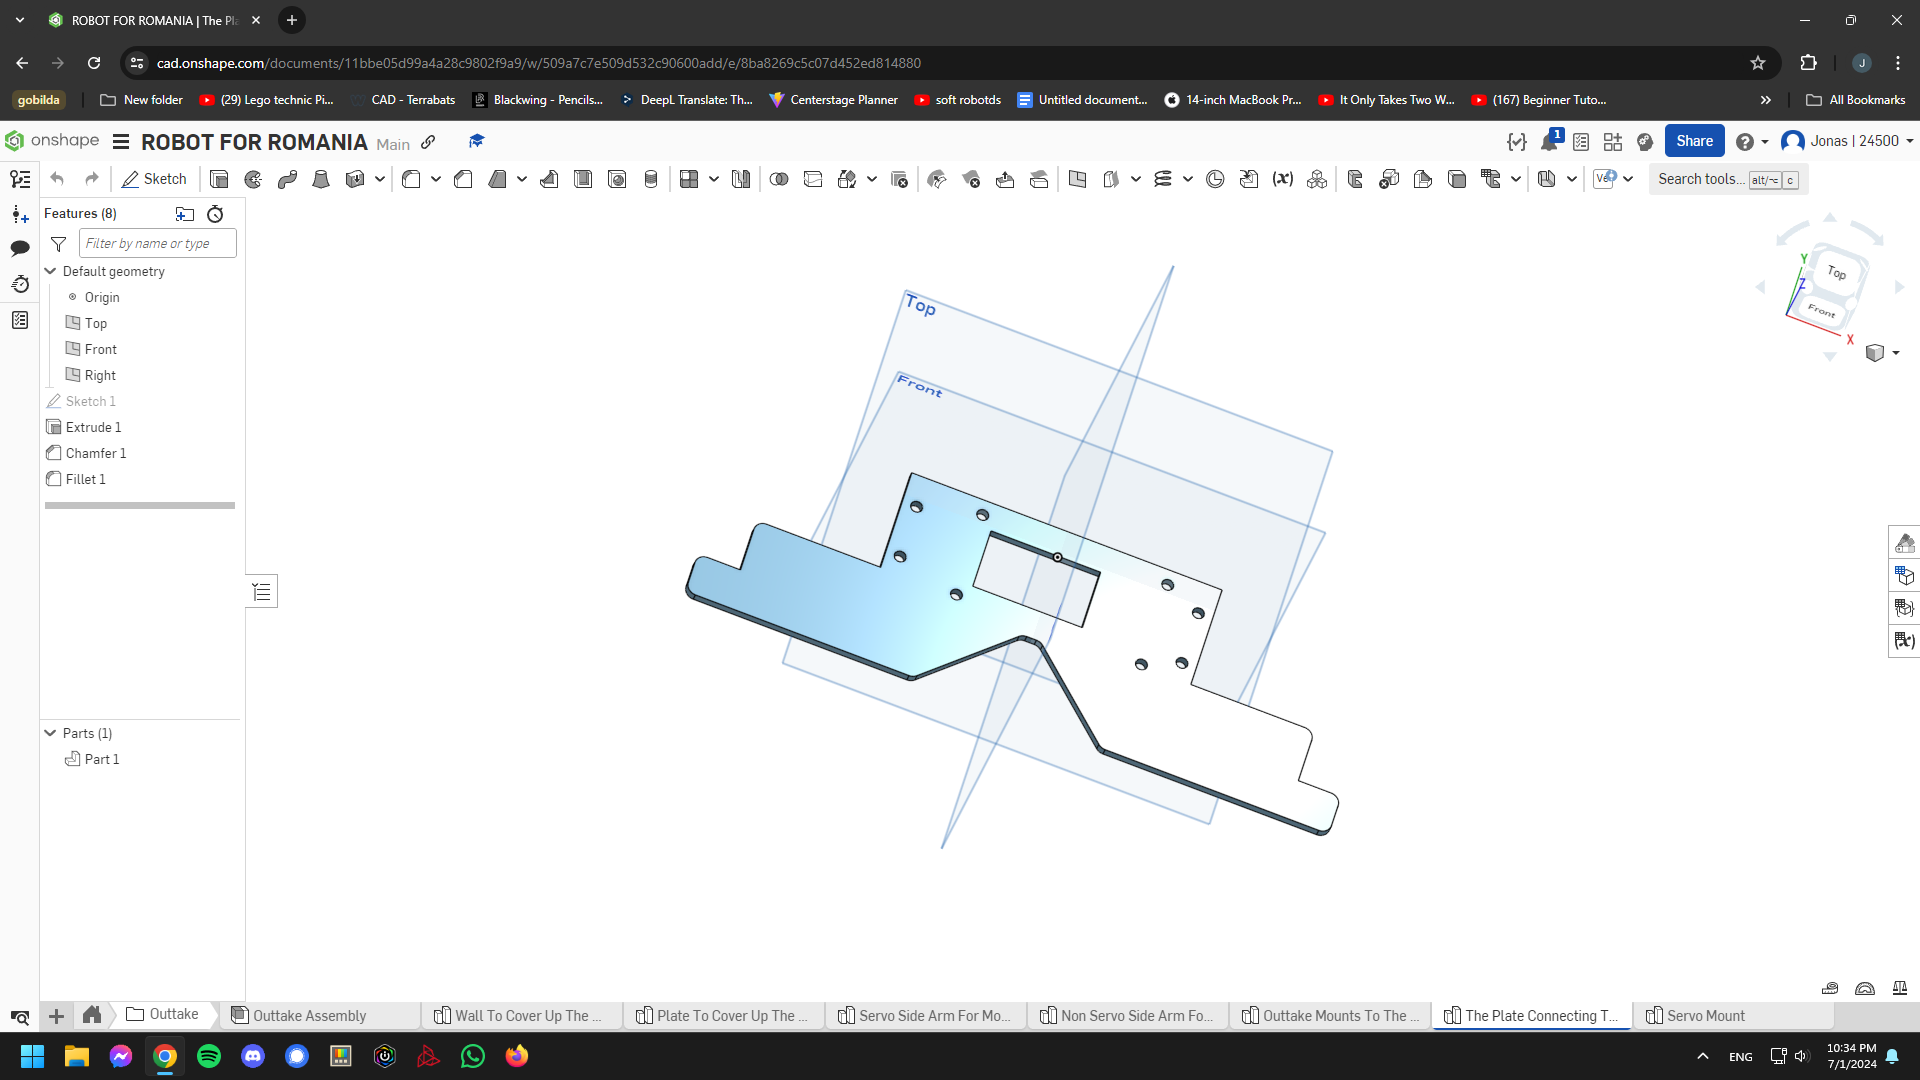 ROBOT FOR ROMANIA | The Pla
cad.onshape.com/documents/11bbe05d99a4a28c9802f9a9/w/509a7c7e509d532c90600add/e/8ba8269c5c07d452ed814880
J
gobilda
New folder
(29) Lego technic Pi...
CAD - Terrabats
Blackwing - Pencils...
DeepL Translate: Th...
Centerstage Planner
soft robotds
Untitled document...
14-inch MacBook Pr...
It Only Takes Two W...
(167) Beginner Tuto...
All Bookmarks
onshape
ROBOT FOR ROMANIA Main
1
Share
Jonas | 24500
Sketch
Search tools... alt/⌥ c
Features (8)
Filter by name or type
Default geometry
Origin
Top
Front
Right
Sketch 1
Extrude 1
Chamfer 1
Fillet 1
Top
Front
Y
Z
X
Top
Front
Parts (1)
Part 1
Outtake
Outtake Assembly
Wall To Cover Up The ...
Plate To Cover Up The ...
Servo Side Arm For Mo...
Non Servo Side Arm Fo...
Outtake Mounts To The ...
The Plate Connecting T...
Servo Mount
ENG
10:34 PM
7/1/2024